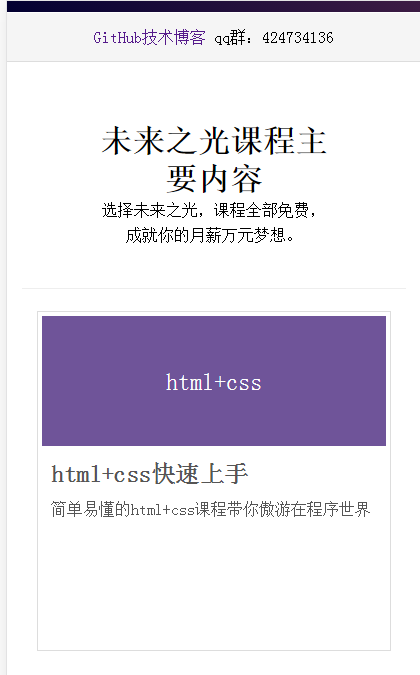 GitHub技术博客 qq群：424734136
未来之光课程主
要内容
选择未来之光，课程全部免费，
成就你的月薪万元梦想。
html+css
html+css快速上手
简单易懂的html+css课程带你傲游在程序世界